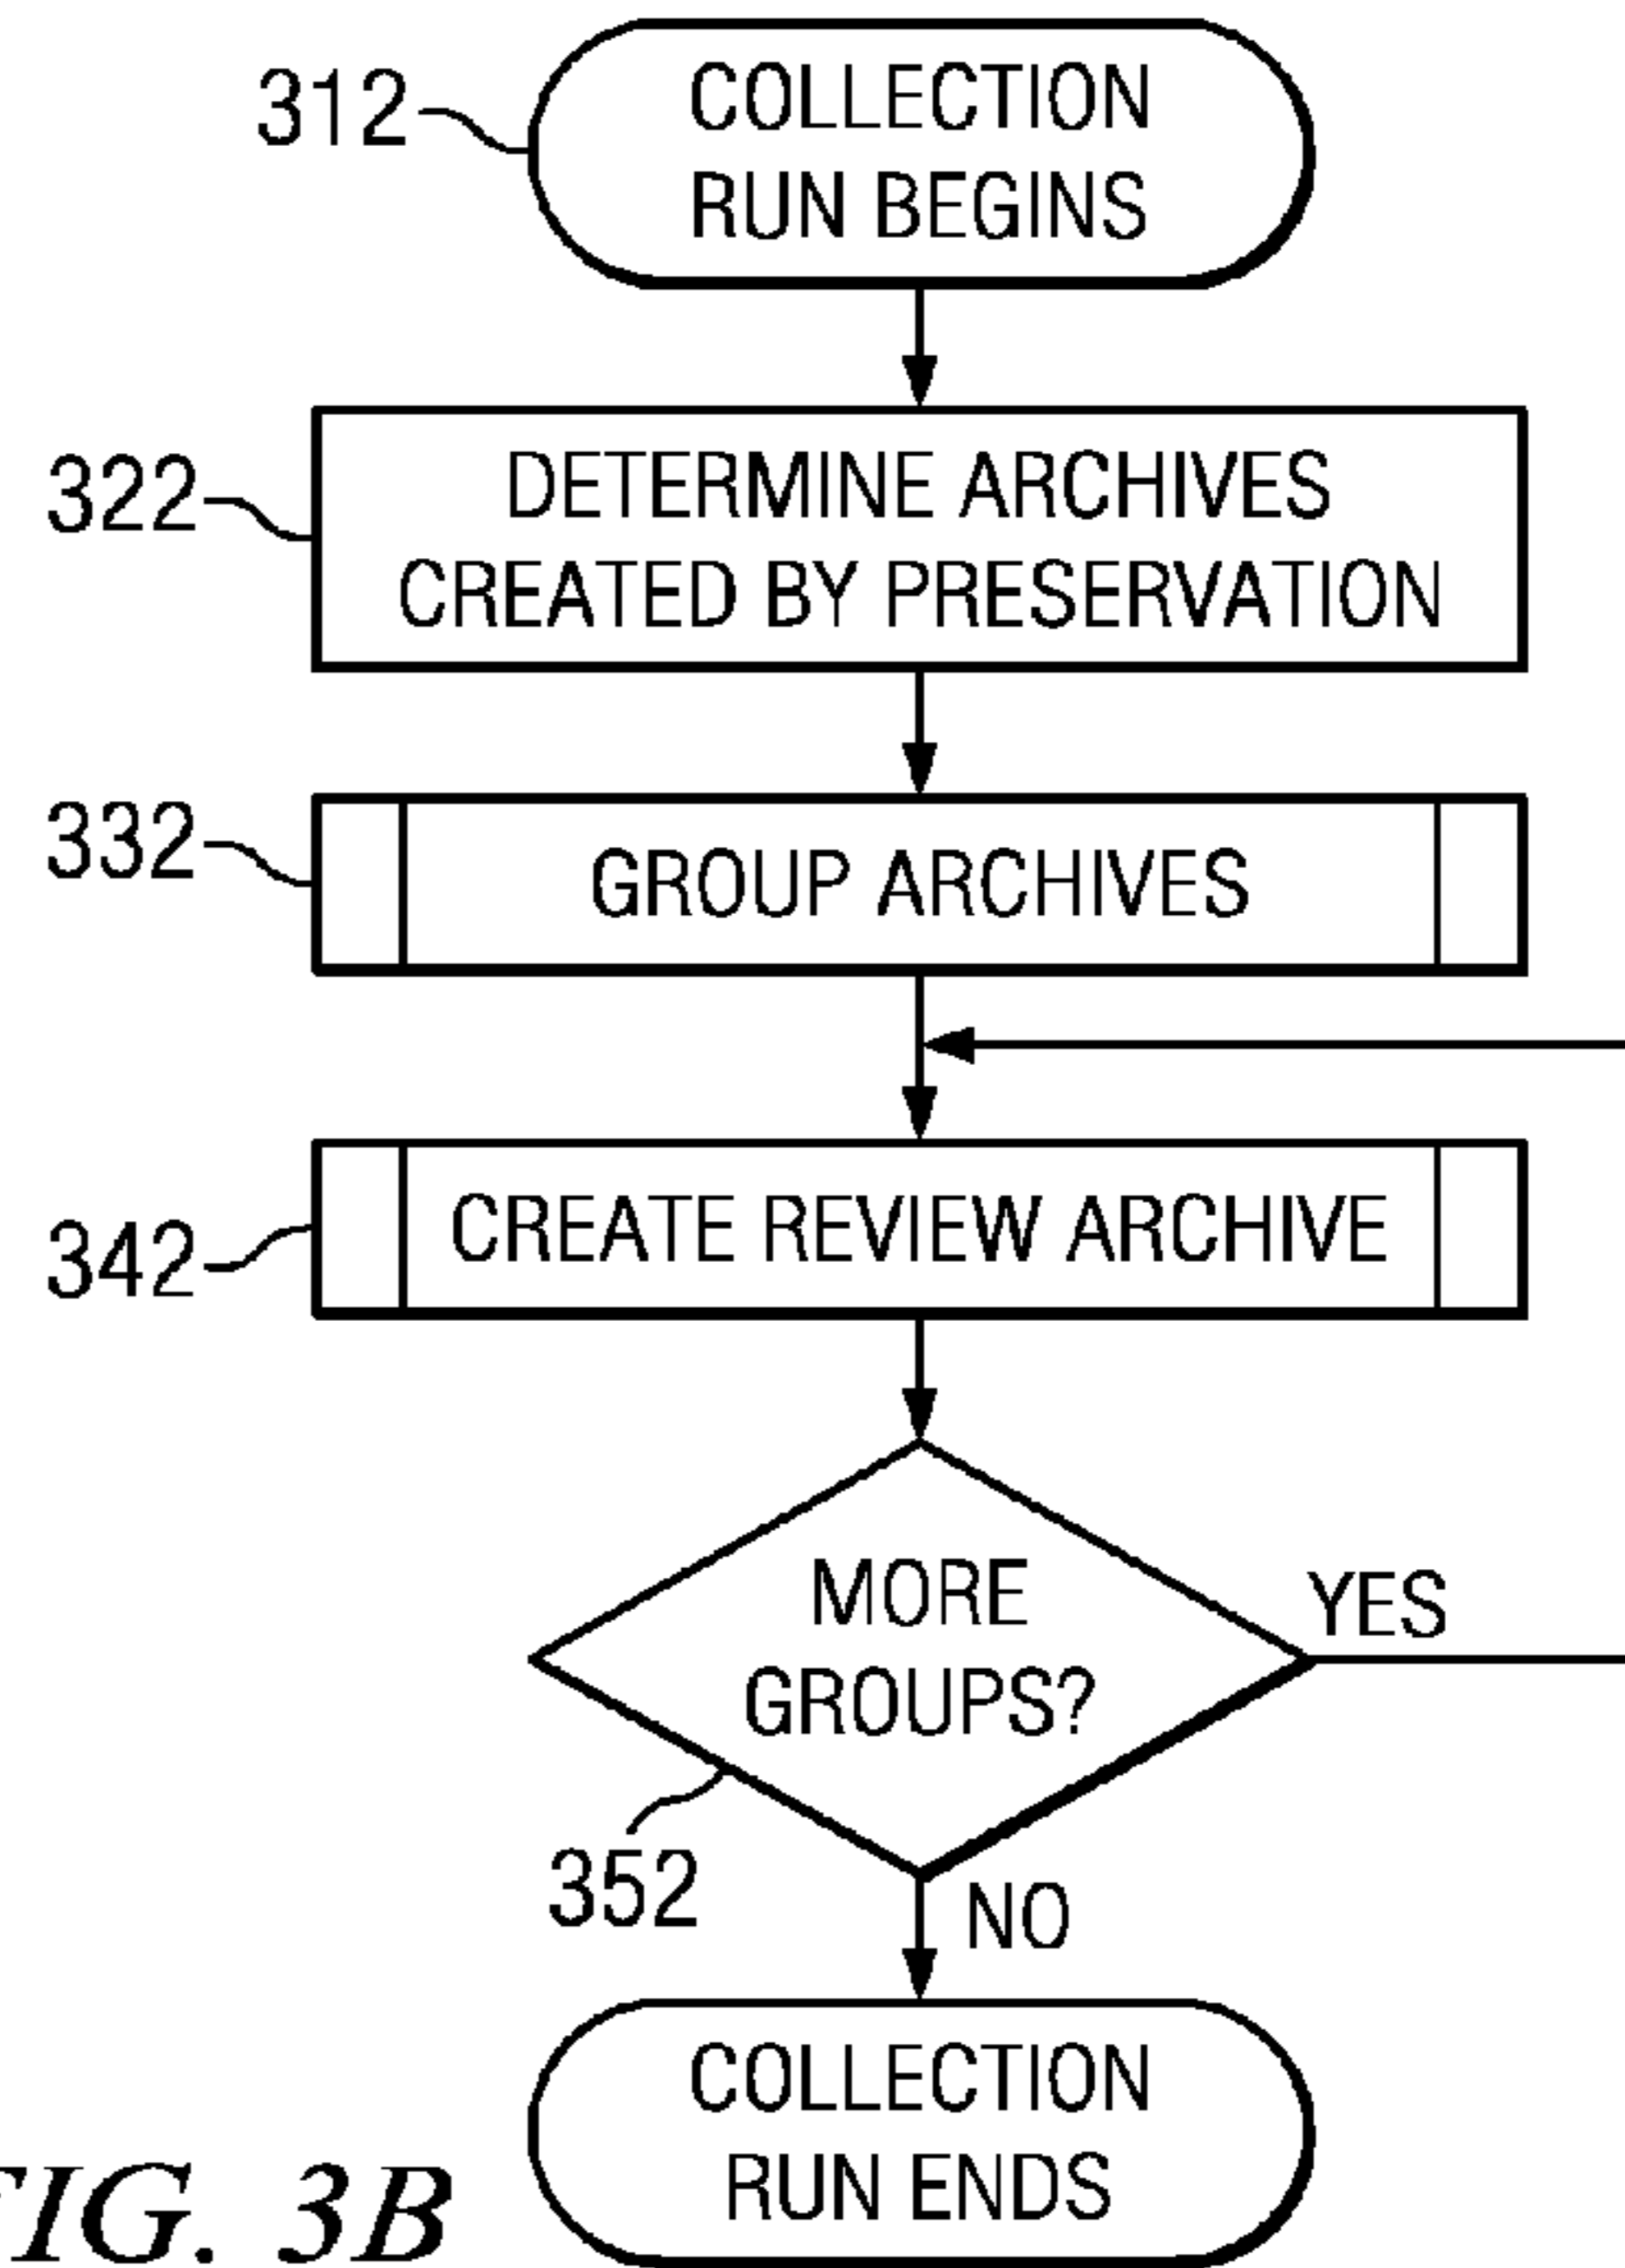 312
COLLECTION
RUN BEGINS
322
DETERMINE ARCHIVES
CREATED BY PRESERVATION
332
GROUP ARCHIVES
342
CREATE REVIEW ARCHIVE
MORE
GROUPS?
YES
352
NO
COLLECTION
RUN ENDS
FIG. 3B